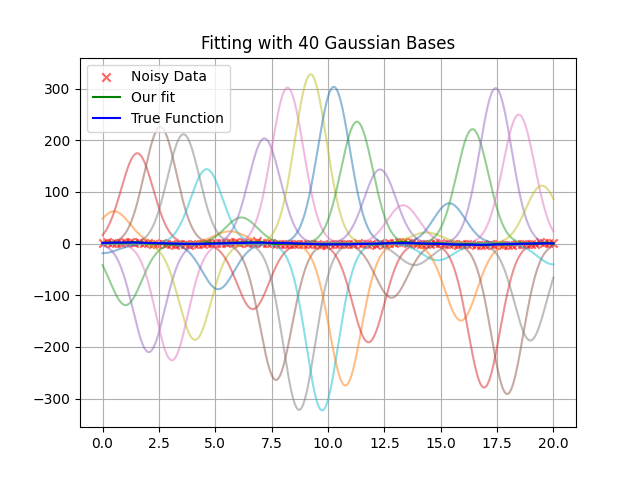 Fitting with 40 Gaussian Bases
Noisy Data
Our fit
True Function
300
200
100
0
−100
−200
−300
0.0 2.5 5.0 7.5 10.0 12.5 15.0 17.5 20.0